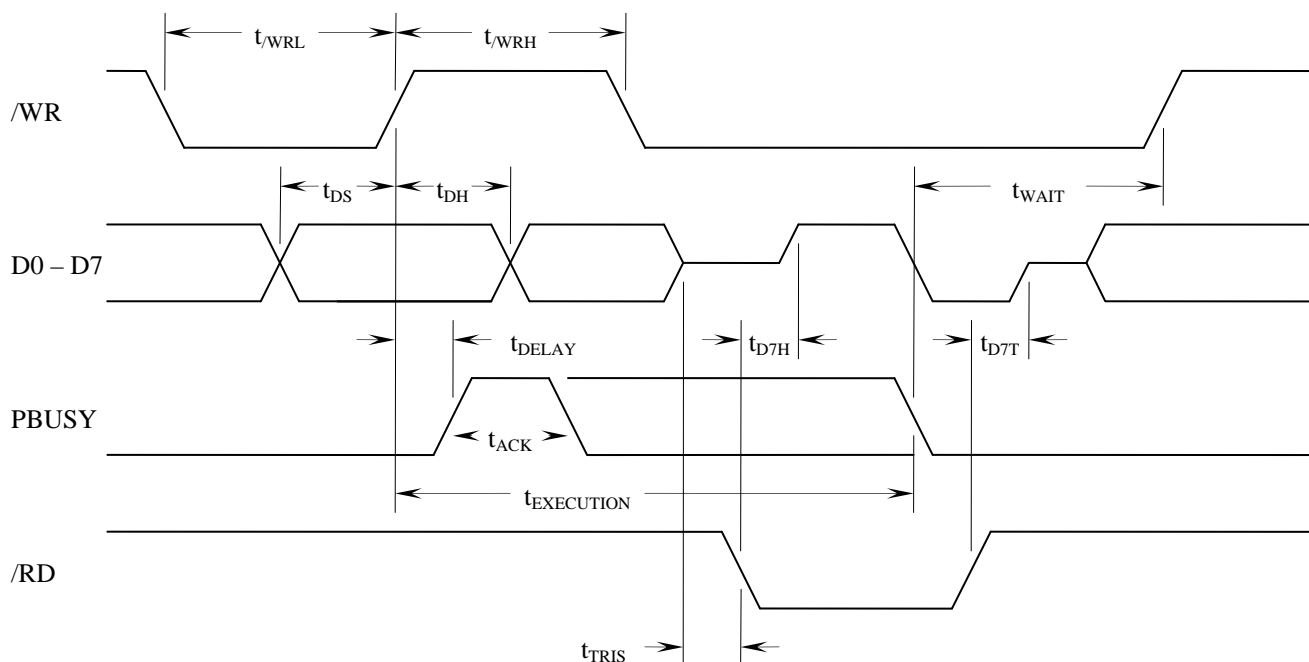 t/WRL
t/WRH
/WR
tDS
tDH
tWAIT
D0 – D7
tDELAY
tD7H
tD7T
PBUSY
tACK
tEXECUTION
/RD
tTRIS